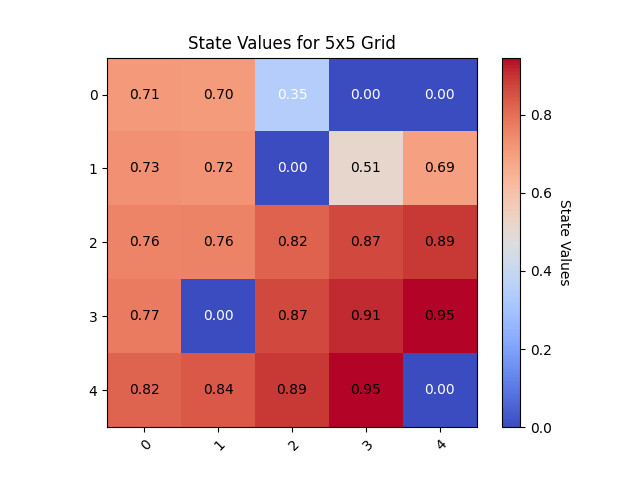 State Values for 5x5 Grid
0 0.71 0.70 0.35 0.00 0.00
1 0.73 0.72 0.00 0.51 0.69
2 0.76 0.76 0.82 0.87 0.89
3 0.77 0.00 0.87 0.91 0.95
4 0.82 0.84 0.89 0.95 0.00
0 1 2 3 4
0.8
0.6
0.4
0.2
0.0
State Values